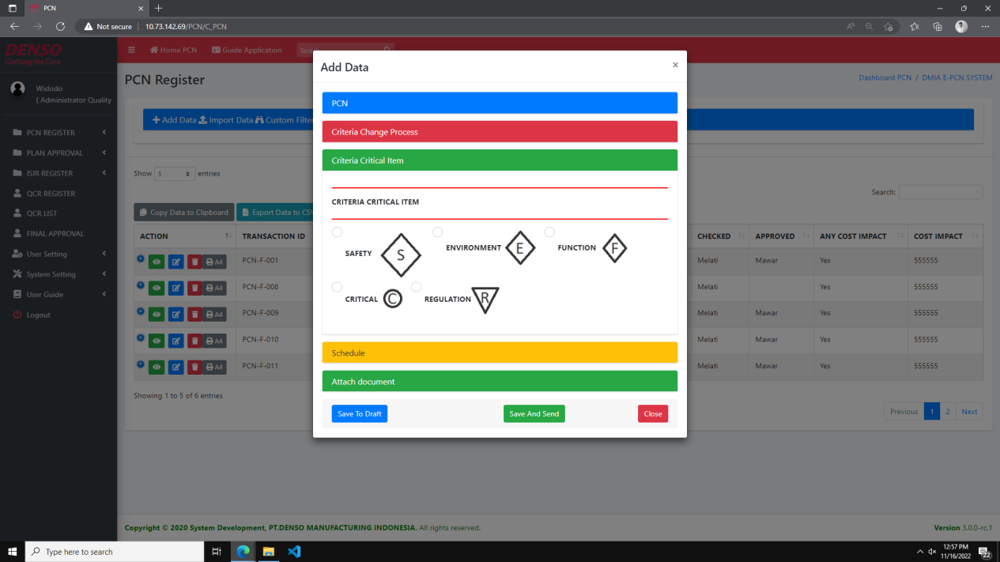 PCN
Not secure | 10.73.142.69/PCN/C_PCN
DENSO
Crafting the Core
Home PCN
Guide Application
Widodo
( Administrator Quality
PCN REGISTER
PLAN APPROVAL
ISIR REGISTER
QCR REGISTER
QCR LIST
FINAL APPROVAL
User Setting
System Setting
User Guide
Logout
PCN Register
Dashboard PCN / DMIA E-PCN SYSTEM
Add Data Import Data Custom Filter
Show 5 entries
Search:
Copy Data to Clipboard Export Data to CSV
ACTION TRANSACTION ID CHECKED APPROVED ANY COST IMPACT COST IMPACT
A4 PCN-F-001 Melati Mawar Yes 555555
A4 PCN-F-008 Melati Yes 555555
A4 PCN-F-009 Melati Mawar Yes 555555
A4 PCN-F-010 Melati Mawar Yes 555555
A4 PCN-F-011 Melati Mawar Yes 555555
Showing 1 to 5 of 6 entries
Previous 1 2 Next
Add Data ×
PCN
Criteria Change Process
Criteria Critical Item
CRITERIA CRITICAL ITEM
SAFETY S ENVIRONMENT E FUNCTION F
CRITICAL C REGULATION R
Schedule
Attach document
Save To Draft Save And Send Close
Copyright © 2020 System Development, PT.DENSO MANUFACTURING INDONESIA. All rights reserved.
Version 3.0.0-rc.1
Type here to search
12:57 PM
11/16/2022
22